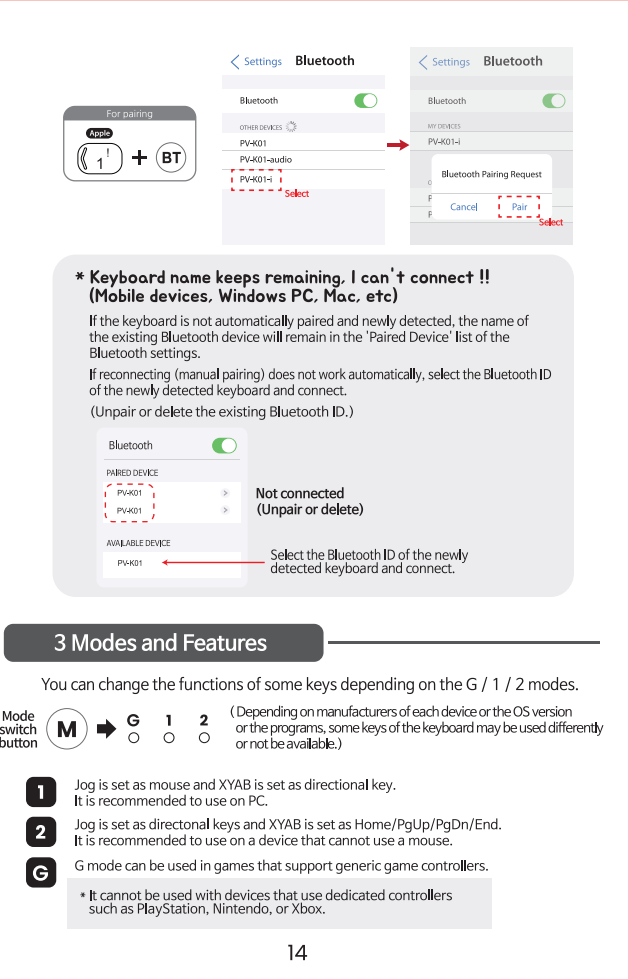 For pairing
Apple
1 !
+ BT
Settings Bluetooth
Bluetooth
OTHER DEVICES
PV-K01
PV-K01-audio
PV-K01-i
Select
Settings Bluetooth
Bluetooth
MY DEVICES
PV-K01-i
Bluetooth Pairing Request
Cancel Pair
Select
* Keyboard name keeps remaining, I can't connect !!
(Mobile devices, Windows PC, Mac, etc)
If the keyboard is not automatically paired and newly detected, the name of
the existing Bluetooth device will remain in the 'Paired Device' list of the
Bluetooth settings.
If reconnecting (manual pairing) does not work automatically, select the Bluetooth ID
of the newly detected keyboard and connect.
(Unpair or delete the existing Bluetooth ID.)
Bluetooth
PAIRED DEVICE
PV-K01
PV-K01
Not connected
(Unpair or delete)
AVAILABLE DEVICE
PV-K01
Select the Bluetooth ID of the newly
detected keyboard and connect.
3 Modes and Features
You can change the functions of some keys depending on the G / 1 / 2 modes.
Mode
switch
button
M
G 1 2
(Depending on manufacturers of each device or the OS version
or the programs, some keys of the keyboard may be used differently
or not be available.)
1
Jog is set as mouse and XYAB is set as directional key.
It is recommended to use on PC.
2
Jog is set as directonal keys and XYAB is set as Home/PgUp/PgDn/End.
It is recommended to use on a device that cannot use a mouse.
G
G mode can be used in games that support generic game controllers.
* It cannot be used with devices that use dedicated controllers
such as PlayStation, Nintendo, or Xbox.
14